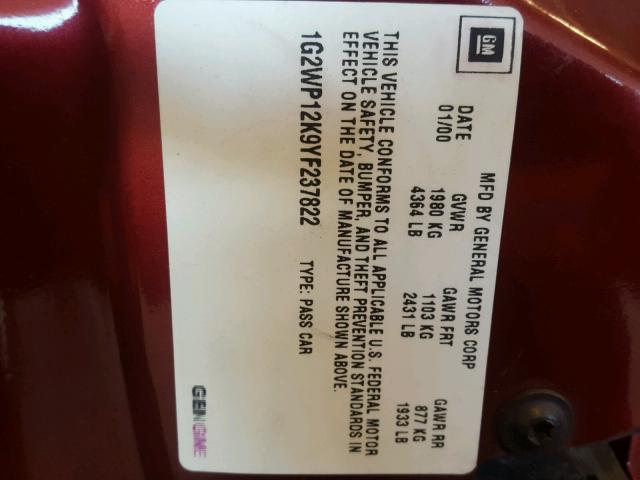 GM
MFD BY GENERAL MOTORS CORP
DATE GVWR GAWR FRT GAWR RR
01/00 1980 KG 1103 KG 877 KG
4364 LB 2431 LB 1933 LB
THIS VEHICLE CONFORMS TO ALL APPLICABLE U.S. FEDERAL MOTOR
VEHICLE SAFETY, BUMPER, AND THEFT PREVENTION STANDARDS IN
EFFECT ON THE DATE OF MANUFACTURE SHOWN ABOVE.
1G2WP12K9YF237822 TYPE: PASS CAR